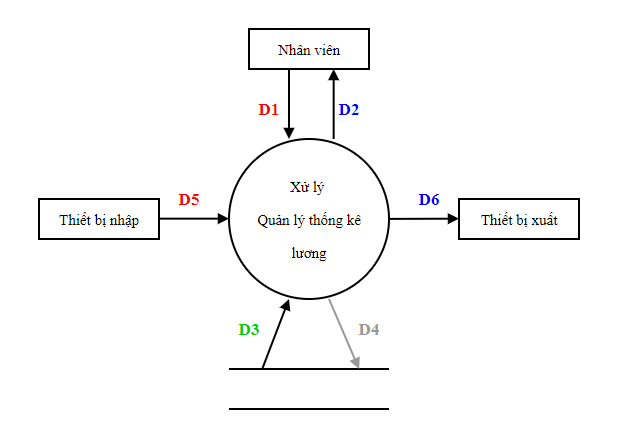 Nhân viên
D1
D2
Xử lý
Quản lý thống kê
lương
D5
Thiết bị nhập
D6
Thiết bị xuất
D3
D4